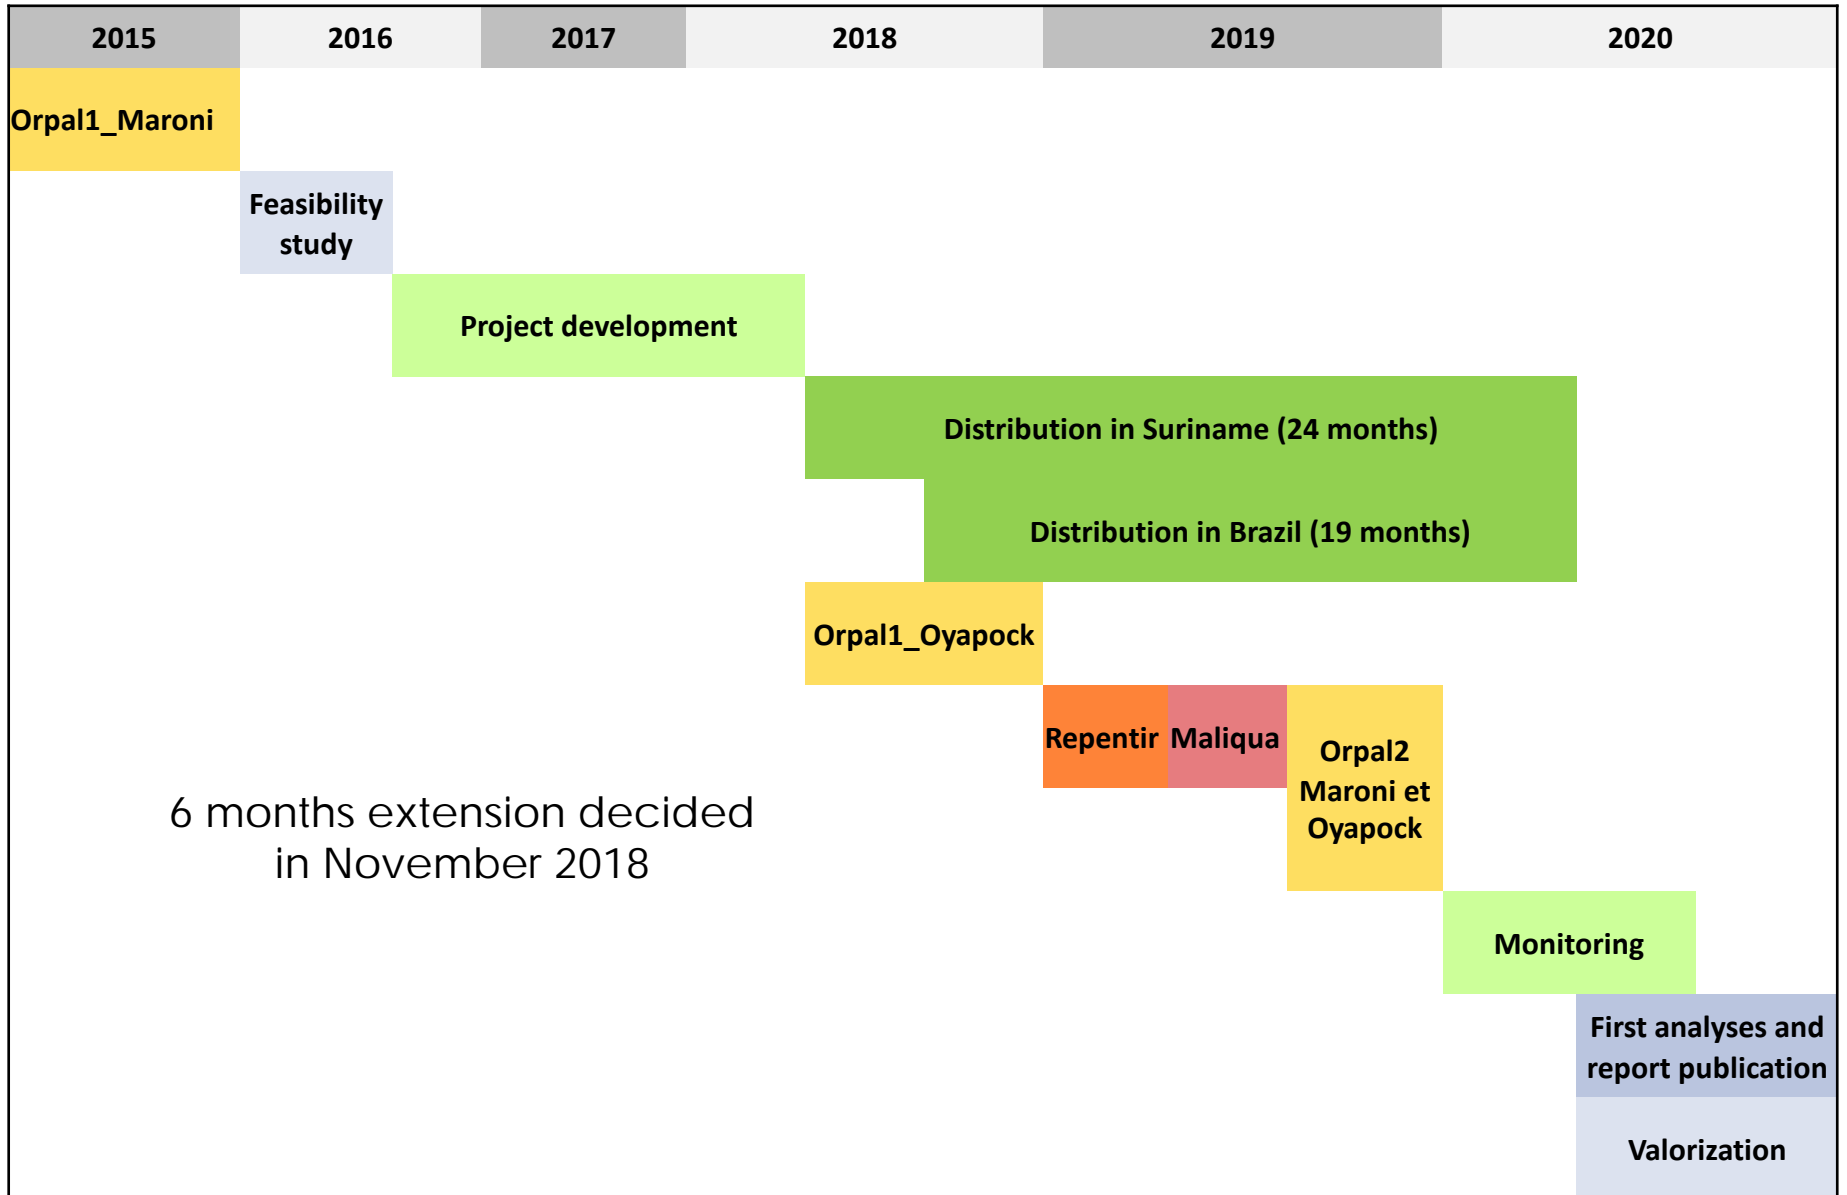 2015 2016 2017 2018 2019 2020
Orpal1_Maroni
Feasibility
study
Project development
Distribution in Suriname (24 months)
Distribution in Brazil (19 months)
Orpal1_Oyapock
Repentir Maliqua
Orpal2
Maroni et
Oyapock
6 months extension decided
in November 2018
Monitoring
First analyses and
report publication
Valorization